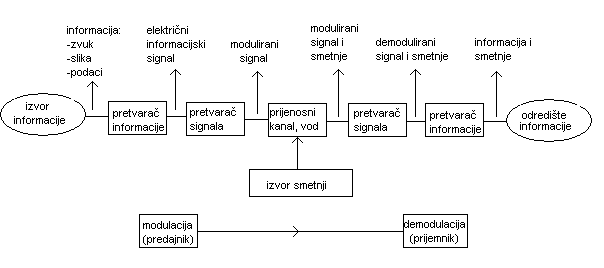 informacija:
-zvuk
-slika
-podaci
električni
informacijski
signal
modulirani
signal
modulirani
signal i
smetnje
demodulirani
signal i smetnje
informacija i
smetnje
izvor
informacije
pretvarač
informacije
pretvarač
signala
prijenosni
kanal, vod
pretvarač
signala
pretvarač
informacije
odredište
informacije
izvor smetnji
modulacija
(predajnik)
demodulacija
(prijemnik)